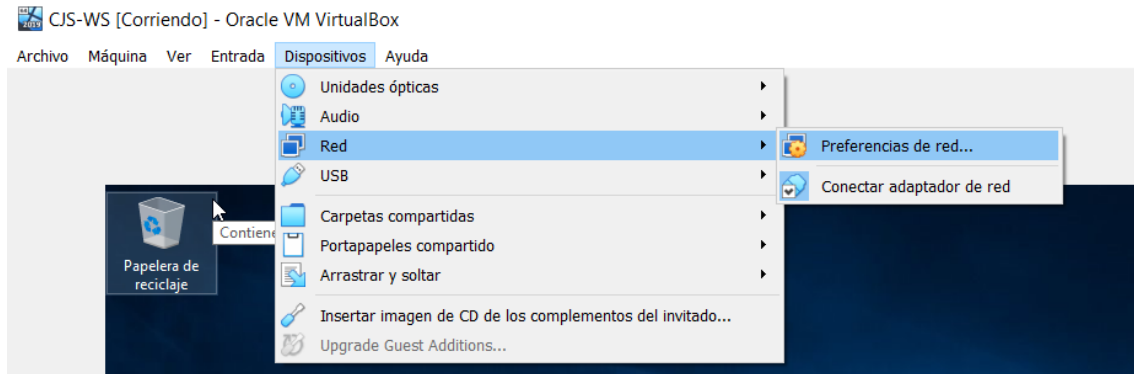 CJS-WS [Corriendo] - Oracle VM VirtualBox
Archivo Máquina Ver Entrada Dispositivos Ayuda
Unidades ópticas
Audio
Red
Preferencias de red...
USB
Conectar adaptador de red
Carpetas compartidas
Contiene
Portapapeles compartido
Papelera de
reciclaje
Arrastrar y soltar
Insertar imagen de CD de los complementos del invitado...
Upgrade Guest Additions...